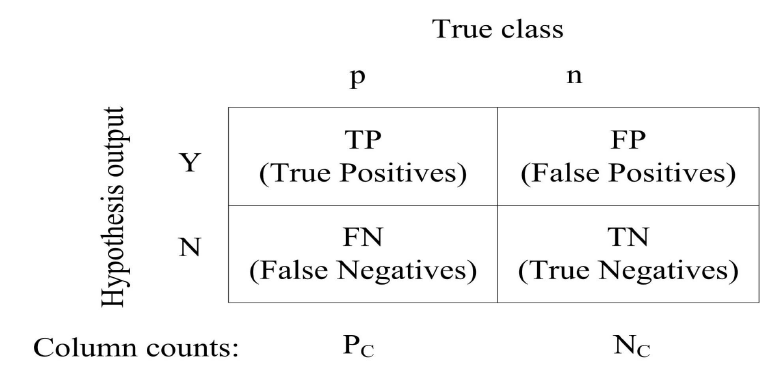 True class
p n
Hypothesis output
Y
TP
(True Positives)
FP
(False Positives)
N
FN
(False Negatives)
TN
(True Negatives)
Column counts: P_C N_C